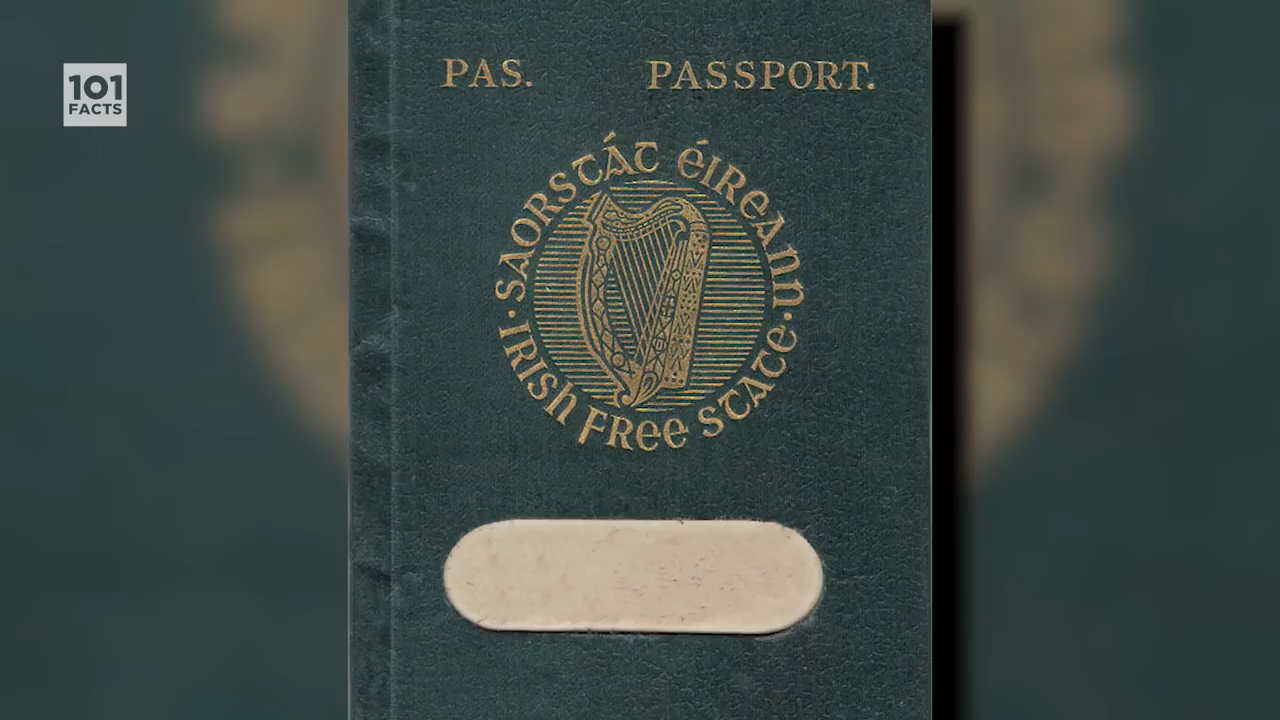 101
FACTS
PAS. PASSPORT.
SAORSTÁT ÉIREANN
· IRISH FREE STATE ·